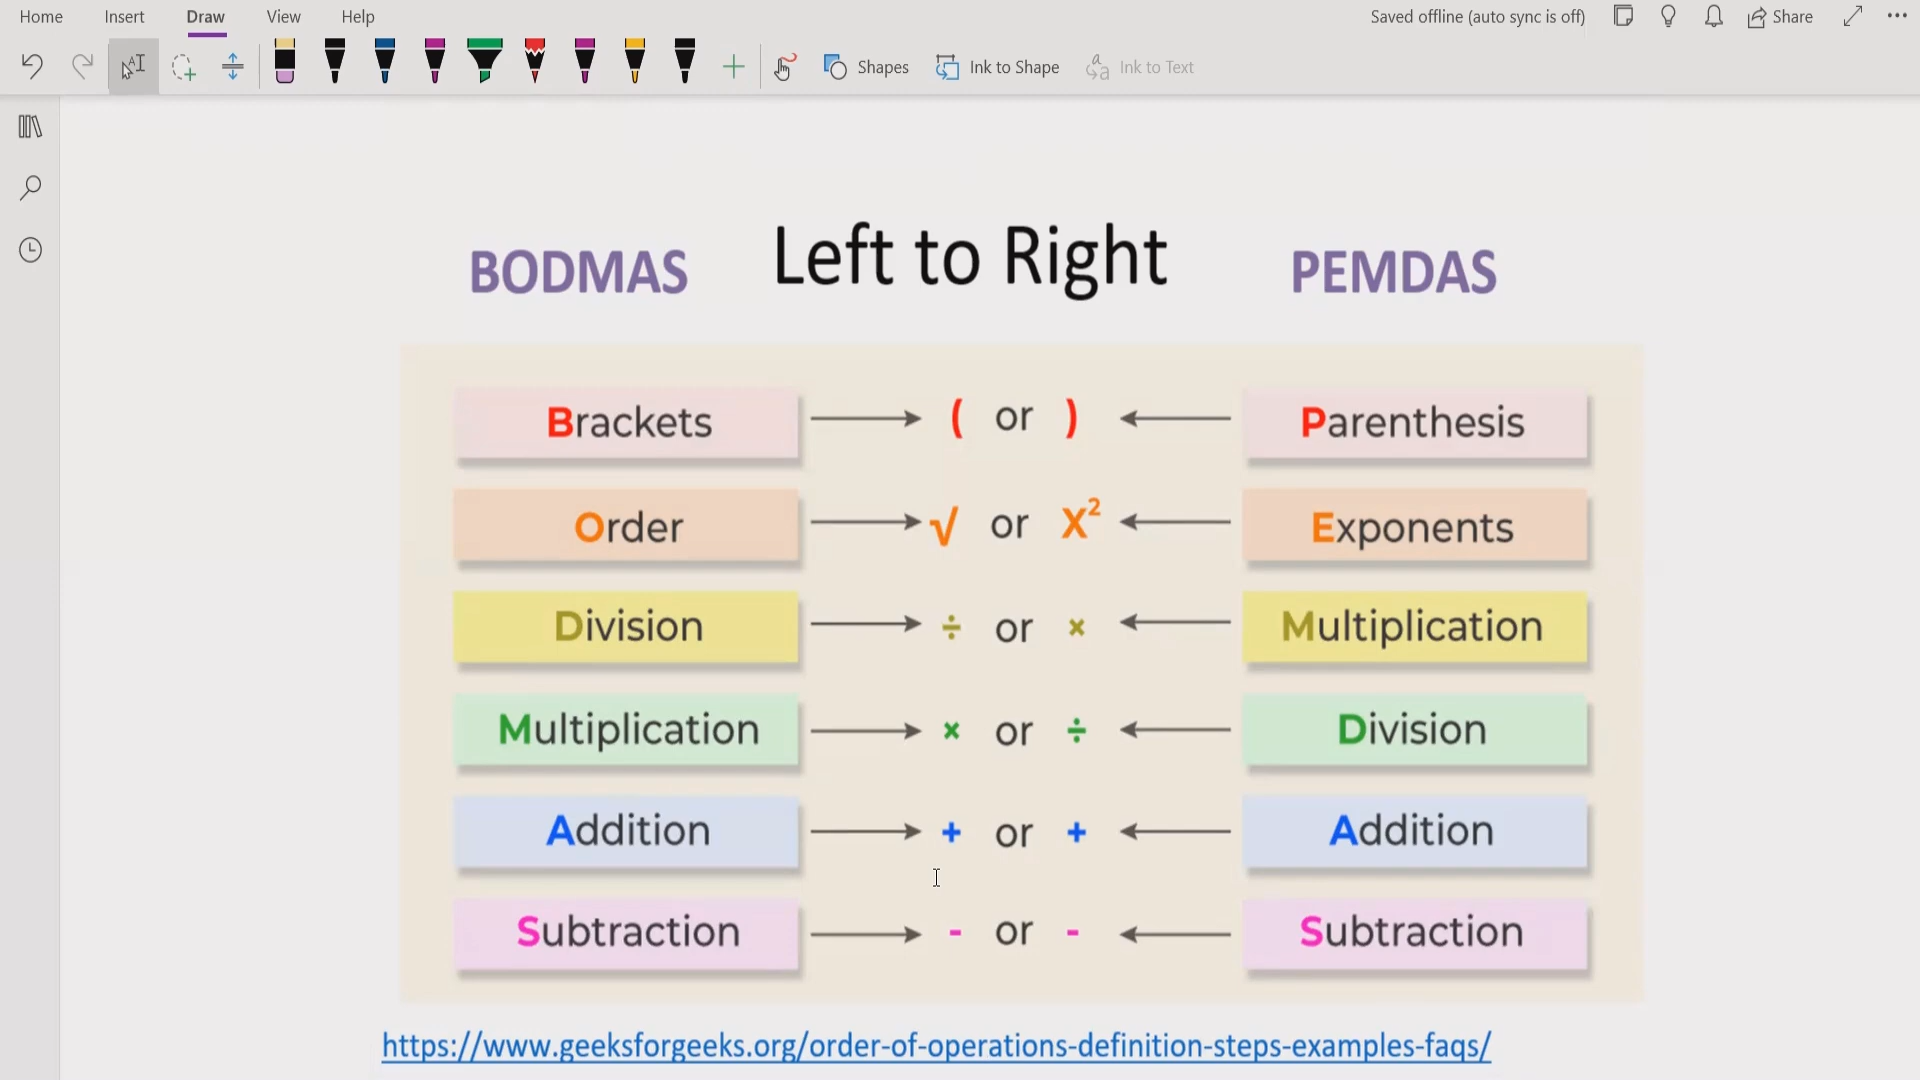 Home Insert Draw View Help Saved offline (auto sync is off) Share
Shapes Ink to Shape Ink to Text
BODMAS Left to Right PEMDAS
Brackets ( or ) Parenthesis
Order √ or X² Exponents
Division ÷ or × Multiplication
Multiplication × or ÷ Division
Addition + or + Addition
Subtraction - or - Subtraction
https://www.geeksforgeeks.org/order-of-operations-definition-steps-examples-faqs/